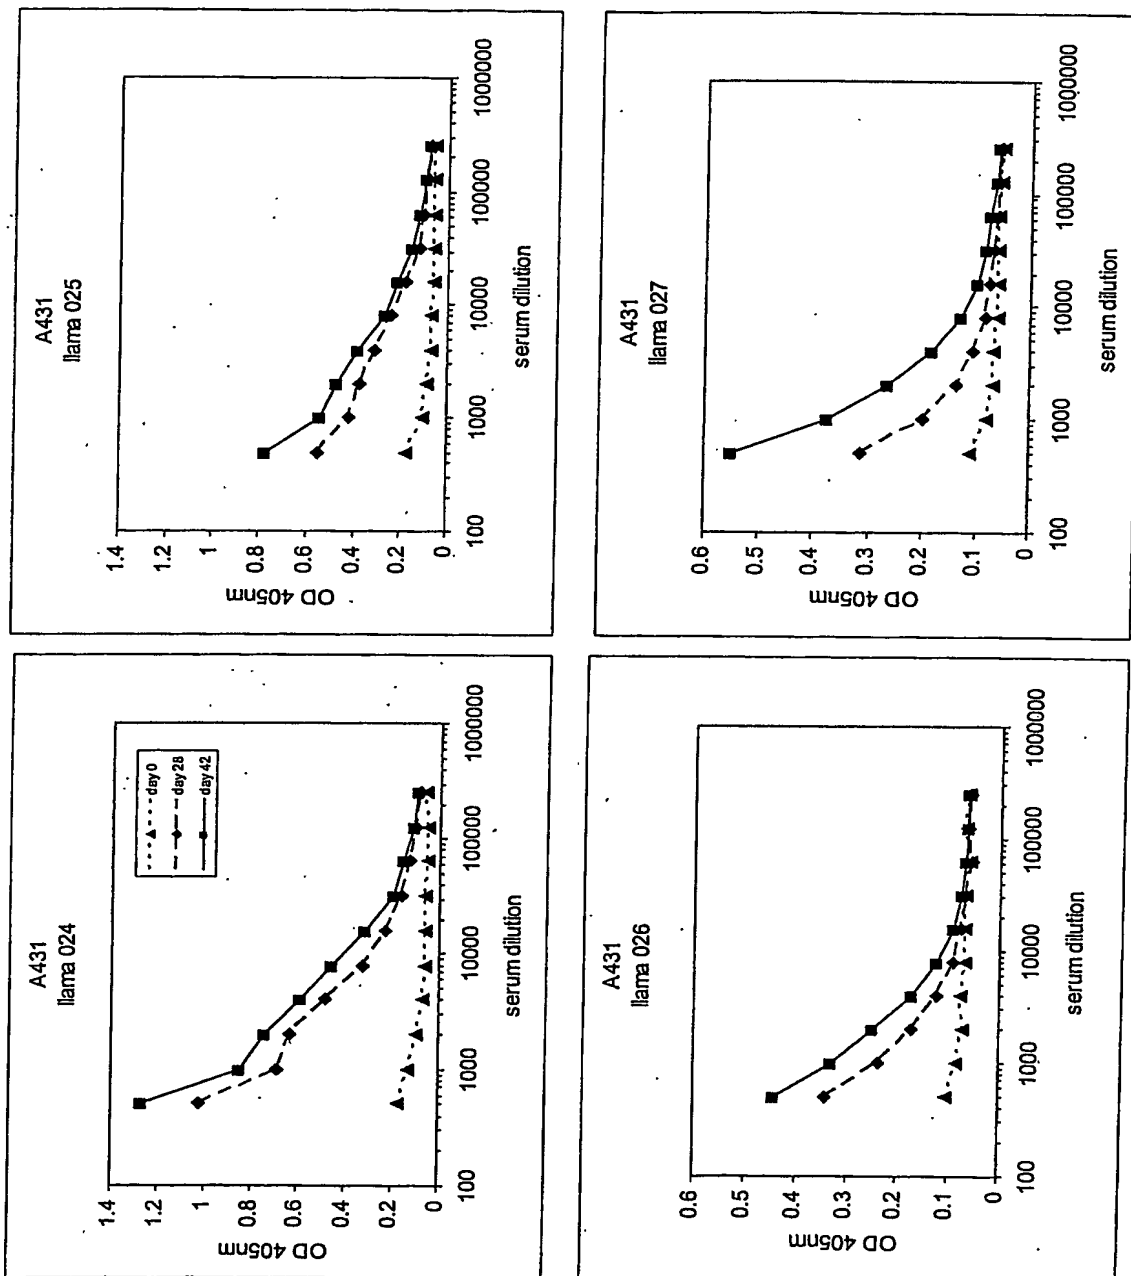 A431
llama 024
1.4
1.2
1
0.8
0.6
0.4
0.2
0
OD 405nm
100
1000
10000
100000
1000000
serum dilution
day 0
day 28
day 42
A431
llama 025
1.4
1.2
1
0.8
0.6
0.4
0.2
0
OD 405nm
100
1000
10000
100000
1000000
serum dilution
A431
llama 026
0.6
0.5
0.4
0.3
0.2
0.1
0
OD 405nm
100
1000
10000
100000
1000000
serum dilution
A431
llama 027
0.6
0.5
0.4
0.3
0.2
0.1
0
OD 405nm
100
1000
10000
100000
1000000
serum dilution